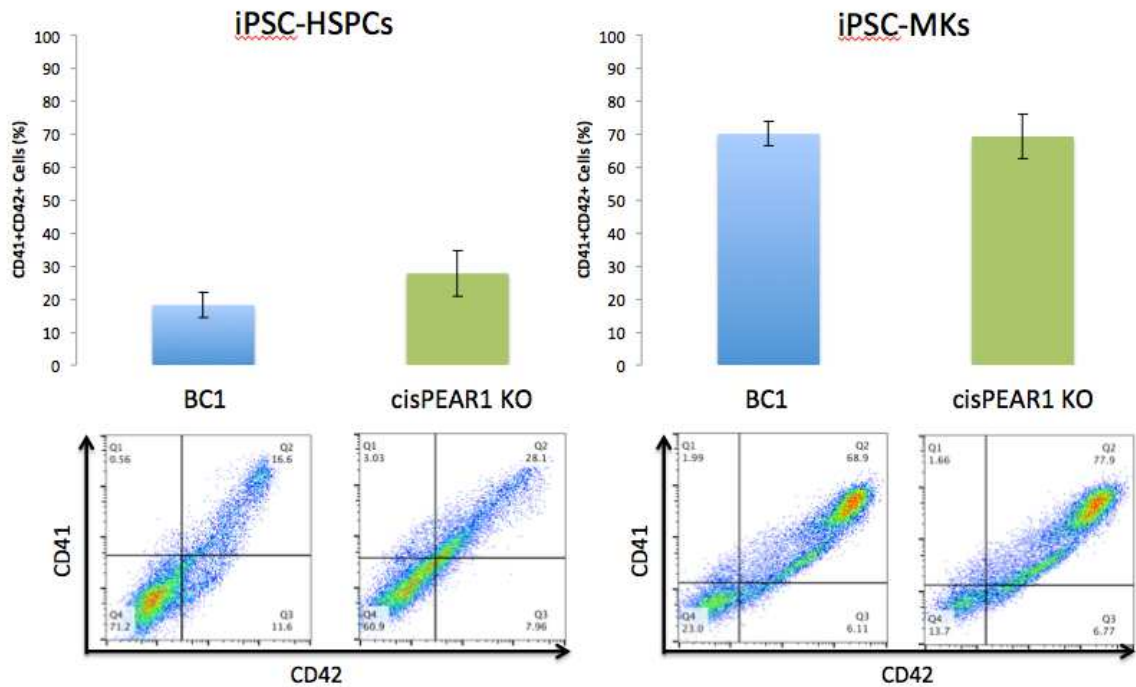 iPSC-HSPCs
CD41+CD42+ Cells (%)
100
90
80
70
60
50
40
30
20
10
0
BC1
cisPEAR1 KO
iPSC-MKs
CD41+CD42+ Cells (%)
100
90
80
70
60
50
40
30
20
10
0
BC1
cisPEAR1 KO
CD41
Q1
0.56
Q2
16.6
Q4
71.2
Q3
11.6
Q1
3.03
Q2
28.1
Q4
60.9
Q3
7.96
CD42
CD41
Q1
1.99
Q2
68.9
Q4
23.0
Q3
6.11
Q1
1.66
Q2
77.9
Q4
13.7
Q3
6.77
CD42